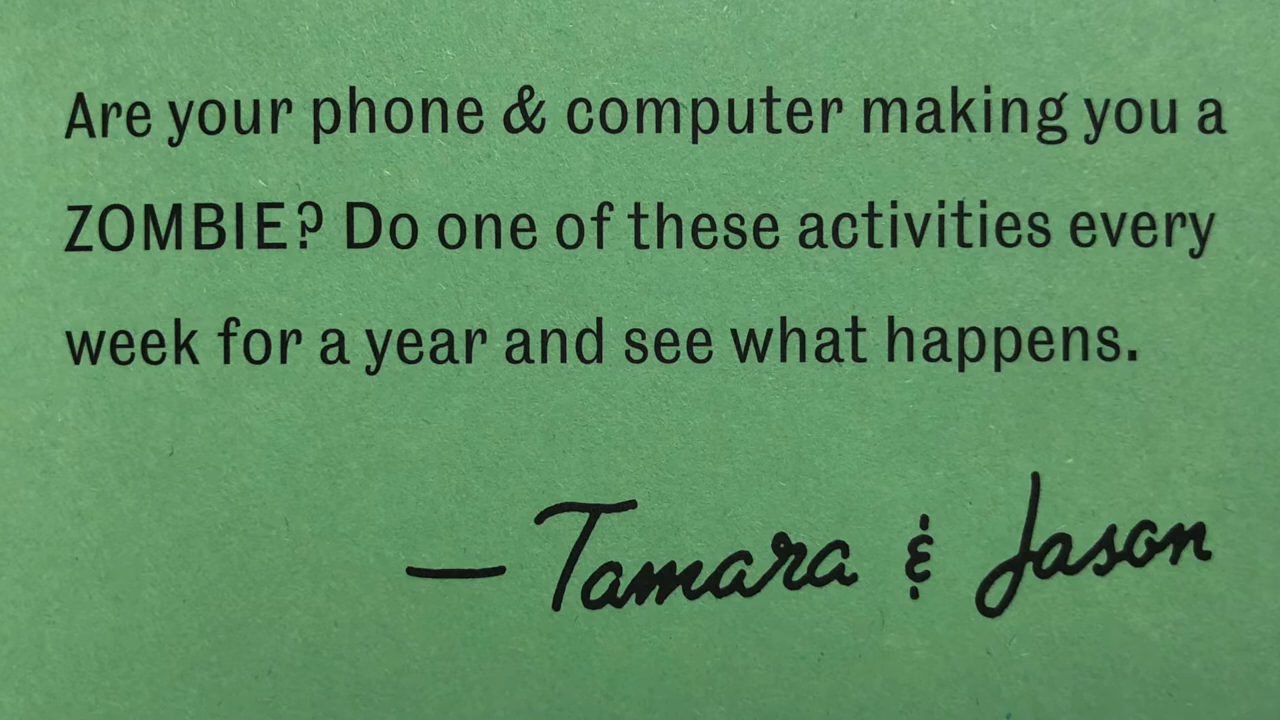 Are your phone & computer making you a
ZOMBIE? Do one of these activities every
week for a year and see what happens.
—Tamara & Jason